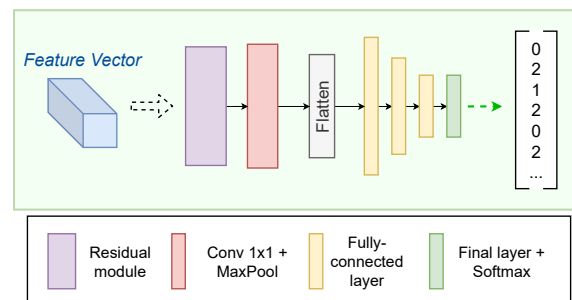 Feature Vector
Flatten
0
2
1
2
0
2
...
Residual
module
Conv 1x1 +
MaxPool
Fully-
connected
layer
Final layer +
Softmax